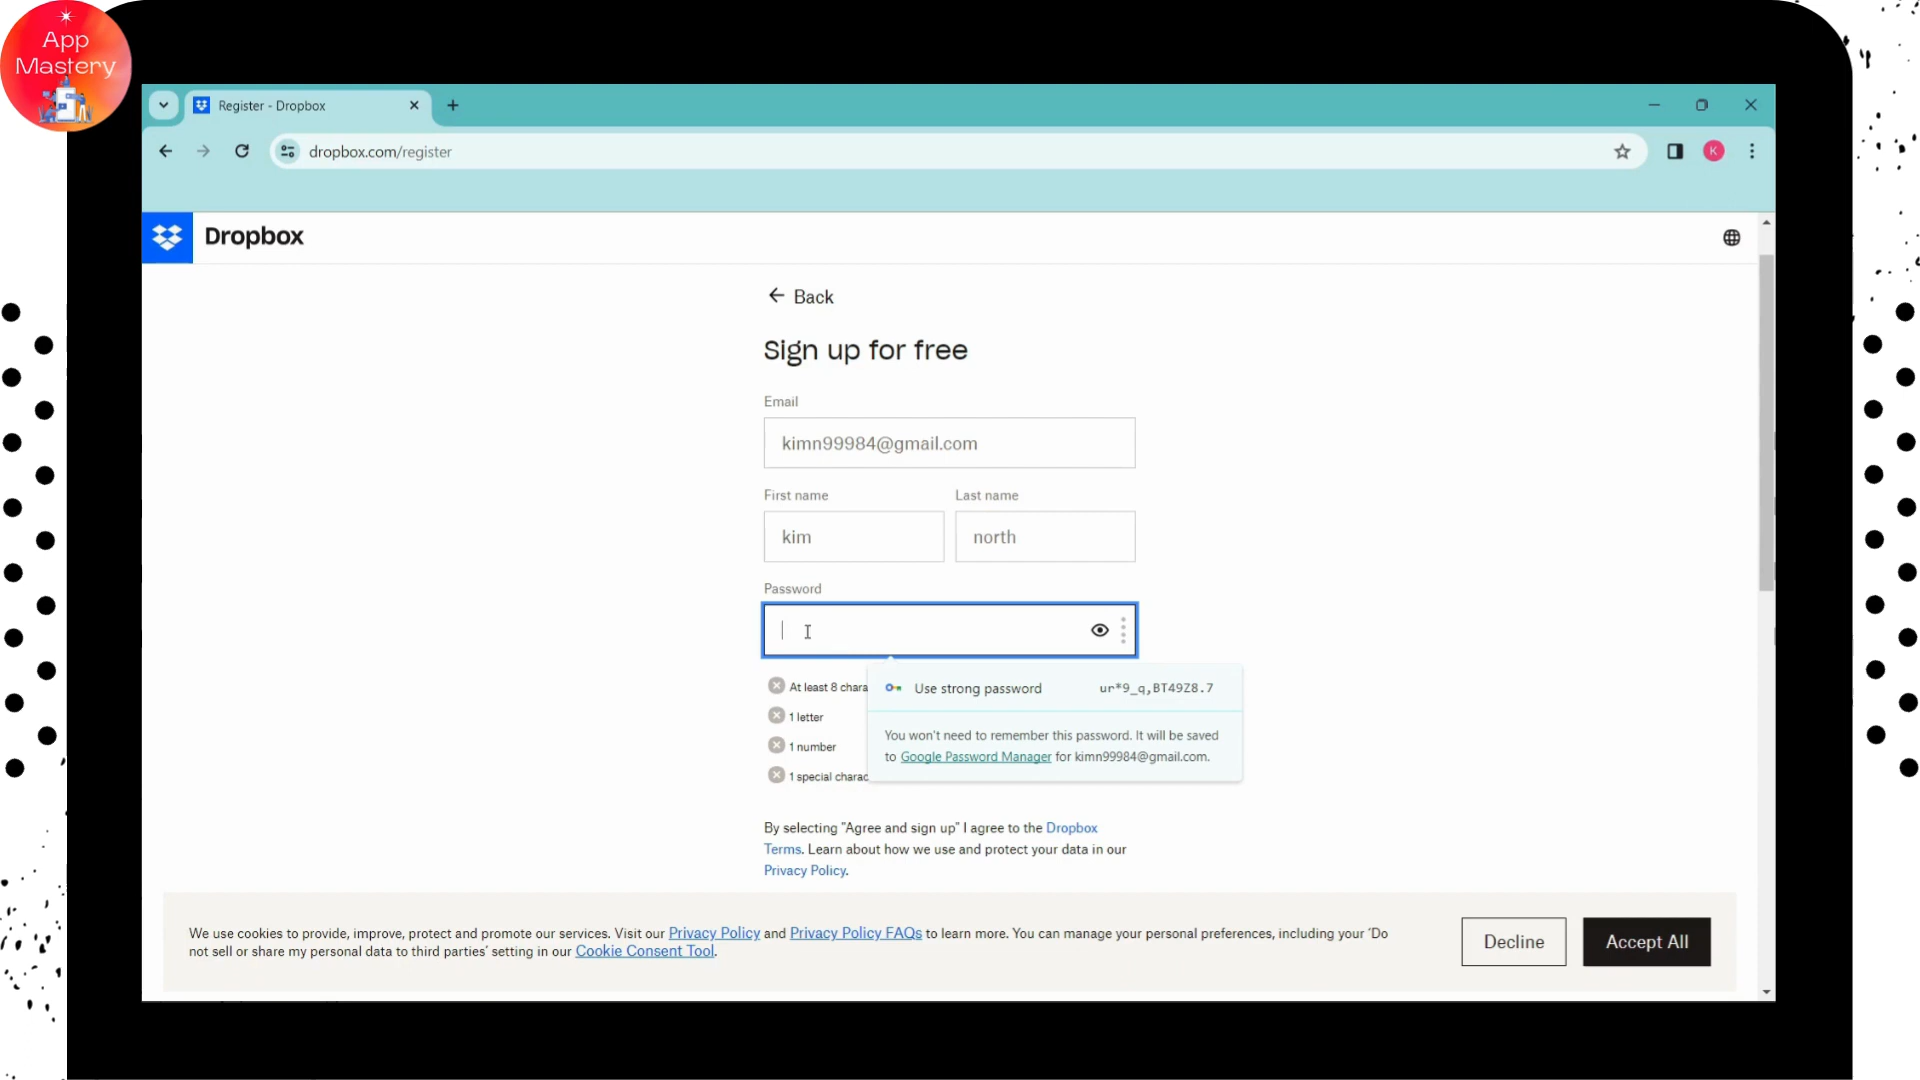 App
Mastery
Register - Dropbox
dropbox.com/register
K
Dropbox
Back
Sign up for free
Email
kimn99984@gmail.com
First name
Last name
kim
north
Password
At least 8 chara
Use strong password
ur*9_q,BT49Z8.7
1 letter
You won't need to remember this password. It will be saved
1 number
to Google Password Manager for kimn99984@gmail.com.
1 special charac
By selecting "Agree and sign up" I agree to the Dropbox
Terms. Learn about how we use and protect your data in our
Privacy Policy.
We use cookies to provide, improve, protect and promote our services. Visit our Privacy Policy and Privacy Policy FAQs to learn more. You can manage your personal preferences, including your 'Do
not sell or share my personal data to third parties' setting in our Cookie Consent Tool.
Decline
Accept All